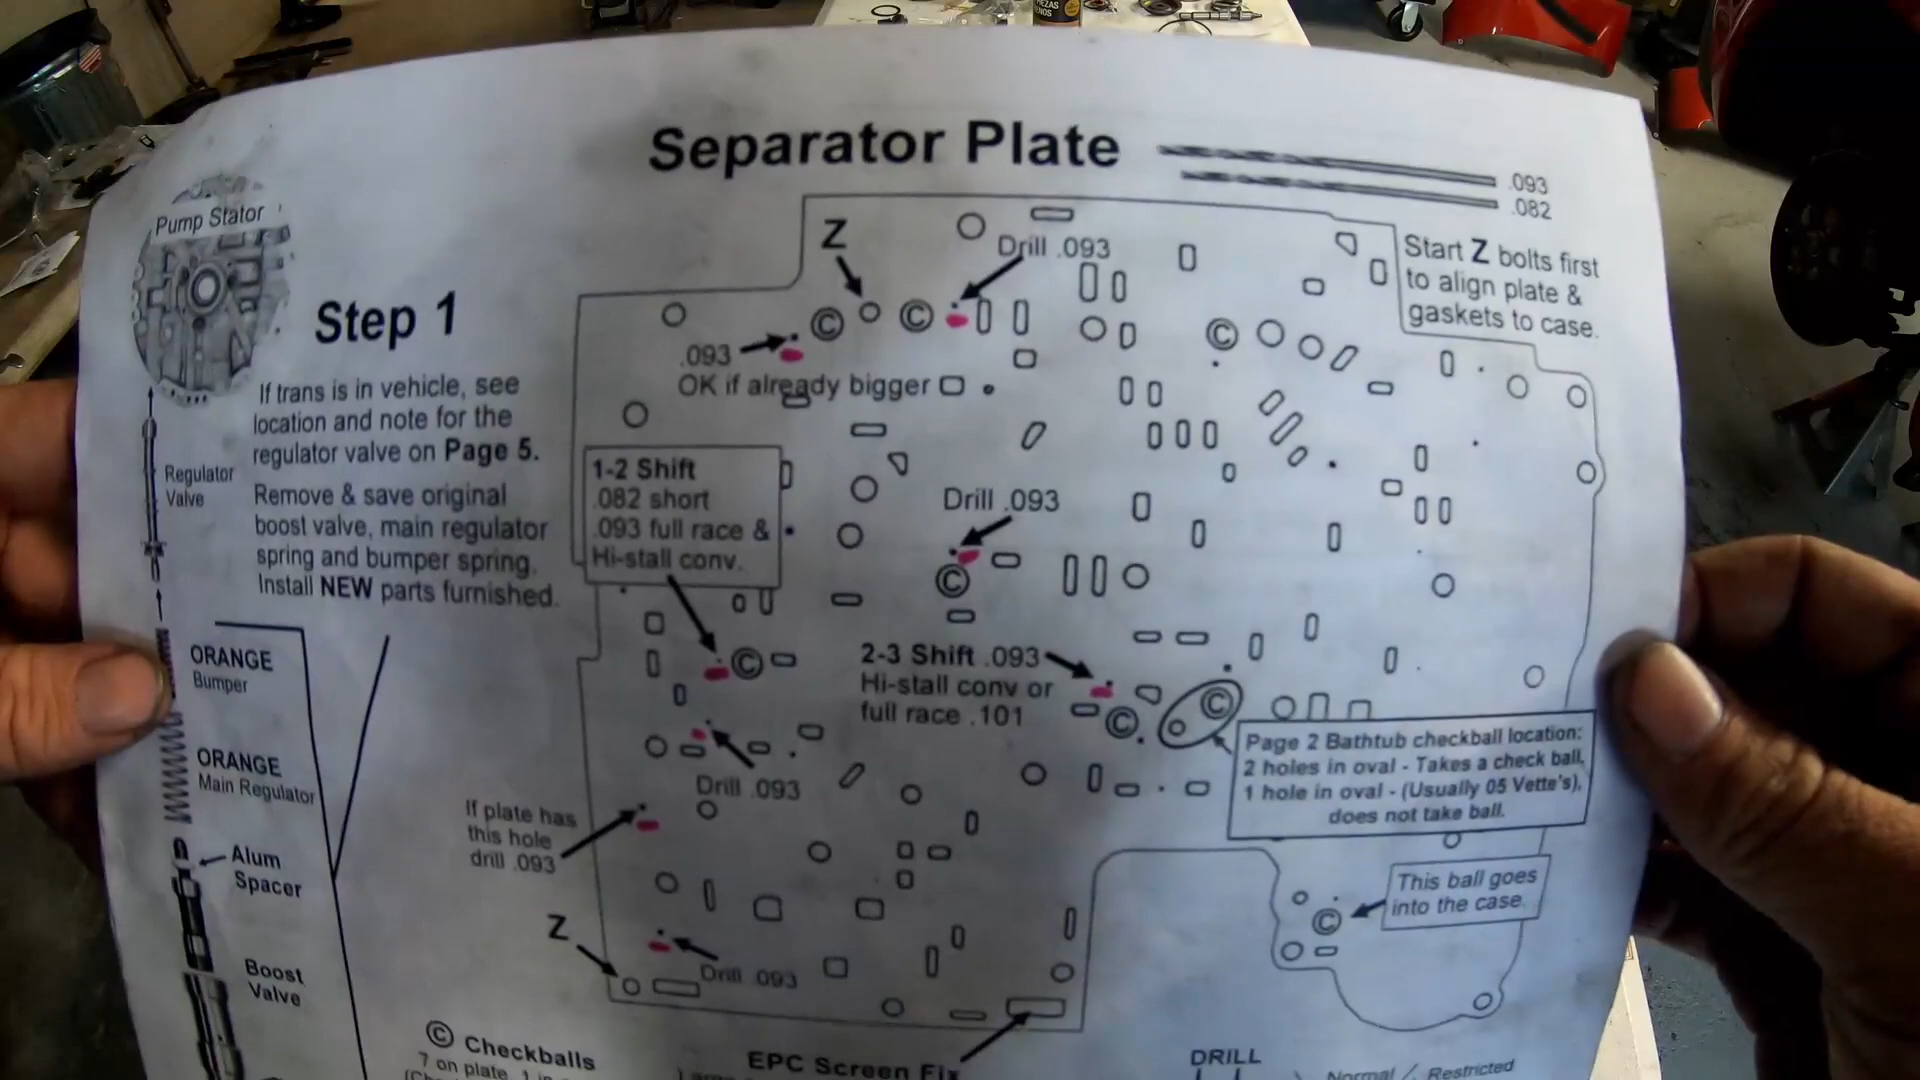 PIEZAS
Separator Plate
.093
.082
Pump Stator
Step 1
If trans is in vehicle, see
location and note for the
regulator valve on Page 5.
Remove & save original
boost valve, main regulator
spring and bumper spring.
Install NEW parts furnished.
Regulator
Valve
ORANGE
Bumper
ORANGE
Main Regulator
Alum
Spacer
Boost
Valve
Z
Drill .093
Start Z bolts first
to align plate &
gaskets to case.
© © ©
.093
OK if already bigger
1-2 Shift
.082 short
.093 full race &
Hi-stall conv.
Drill .093
©
©
2-3 Shift .093
Hi-stall conv or
full race .101
© ©
Page 2 Bathtub checkball location:
2 holes in oval - Takes a check ball,
1 hole in oval - (Usually 05 Vette's),
does not take ball.
Drill .093
If plate has
this hole
drill .093
This ball goes
into the case.
©
Z
Drill .093
© Checkballs
7 on plate, 1
EPC Screen Fix
DRILL
Normal / Restricted